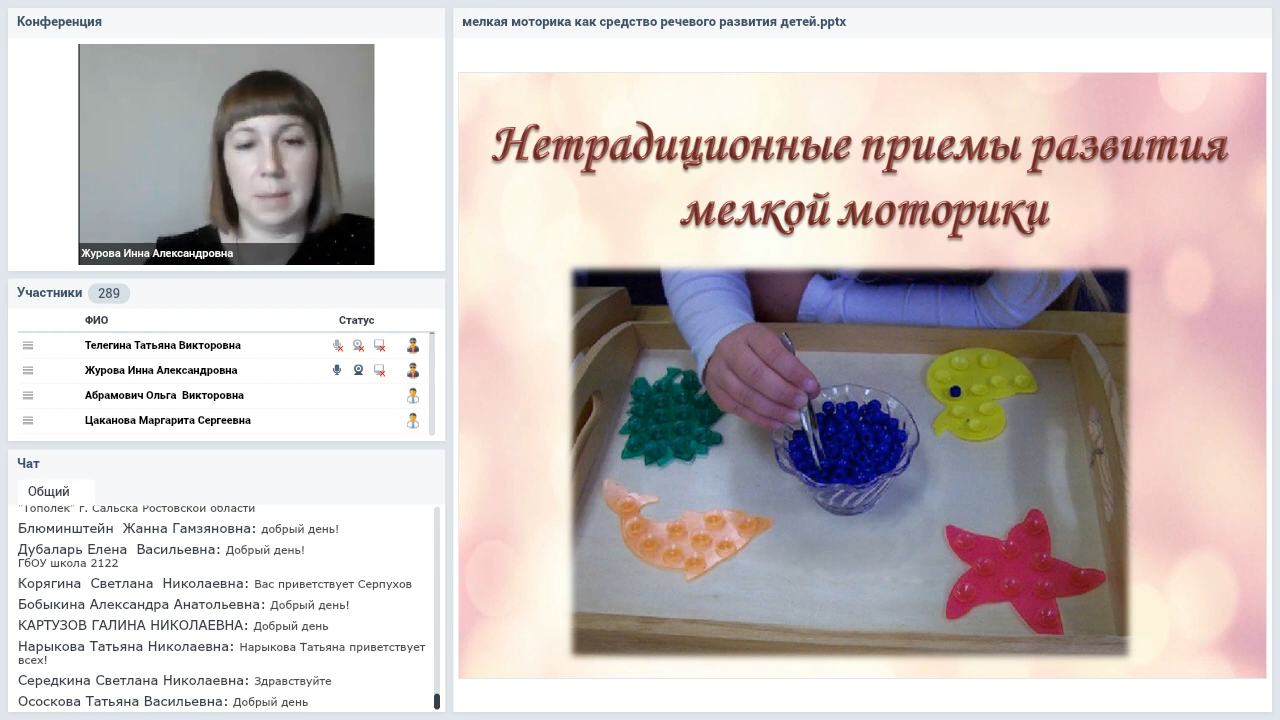 Конференция
Журова Инна Александровна
Участники 289
ФИО Статус
Телегина Татьяна Викторовна
Журова Инна Александровна
Абрамович Ольга Викторовна
Цаканова Маргарита Сергеевна
Чат
Общий
"Тополек" г. Сальска Ростовской области
Блюминштейн Жанна Гамзяновна: добрый день!
Дубаларь Елена Васильевна: Добрый день!
ГбОУ школа 2122
Корягина Светлана Николаевна: Вас приветствует Серпухов
Бобыкина Александра Анатольевна: Добрый день!
КАРТУЗОВ ГАЛИНА НИКОЛАЕВНА: Добрый день
Нарыкова Татьяна Николаевна: Нарыкова Татьяна приветствует
всех!
Середкина Светлана Николаевна: Здравствуйте
Ососкова Татьяна Васильевна: Добрый день
мелкая моторика как средство речевого развития детей.pptx
Нетрадиционные приемы развития
мелкой моторики